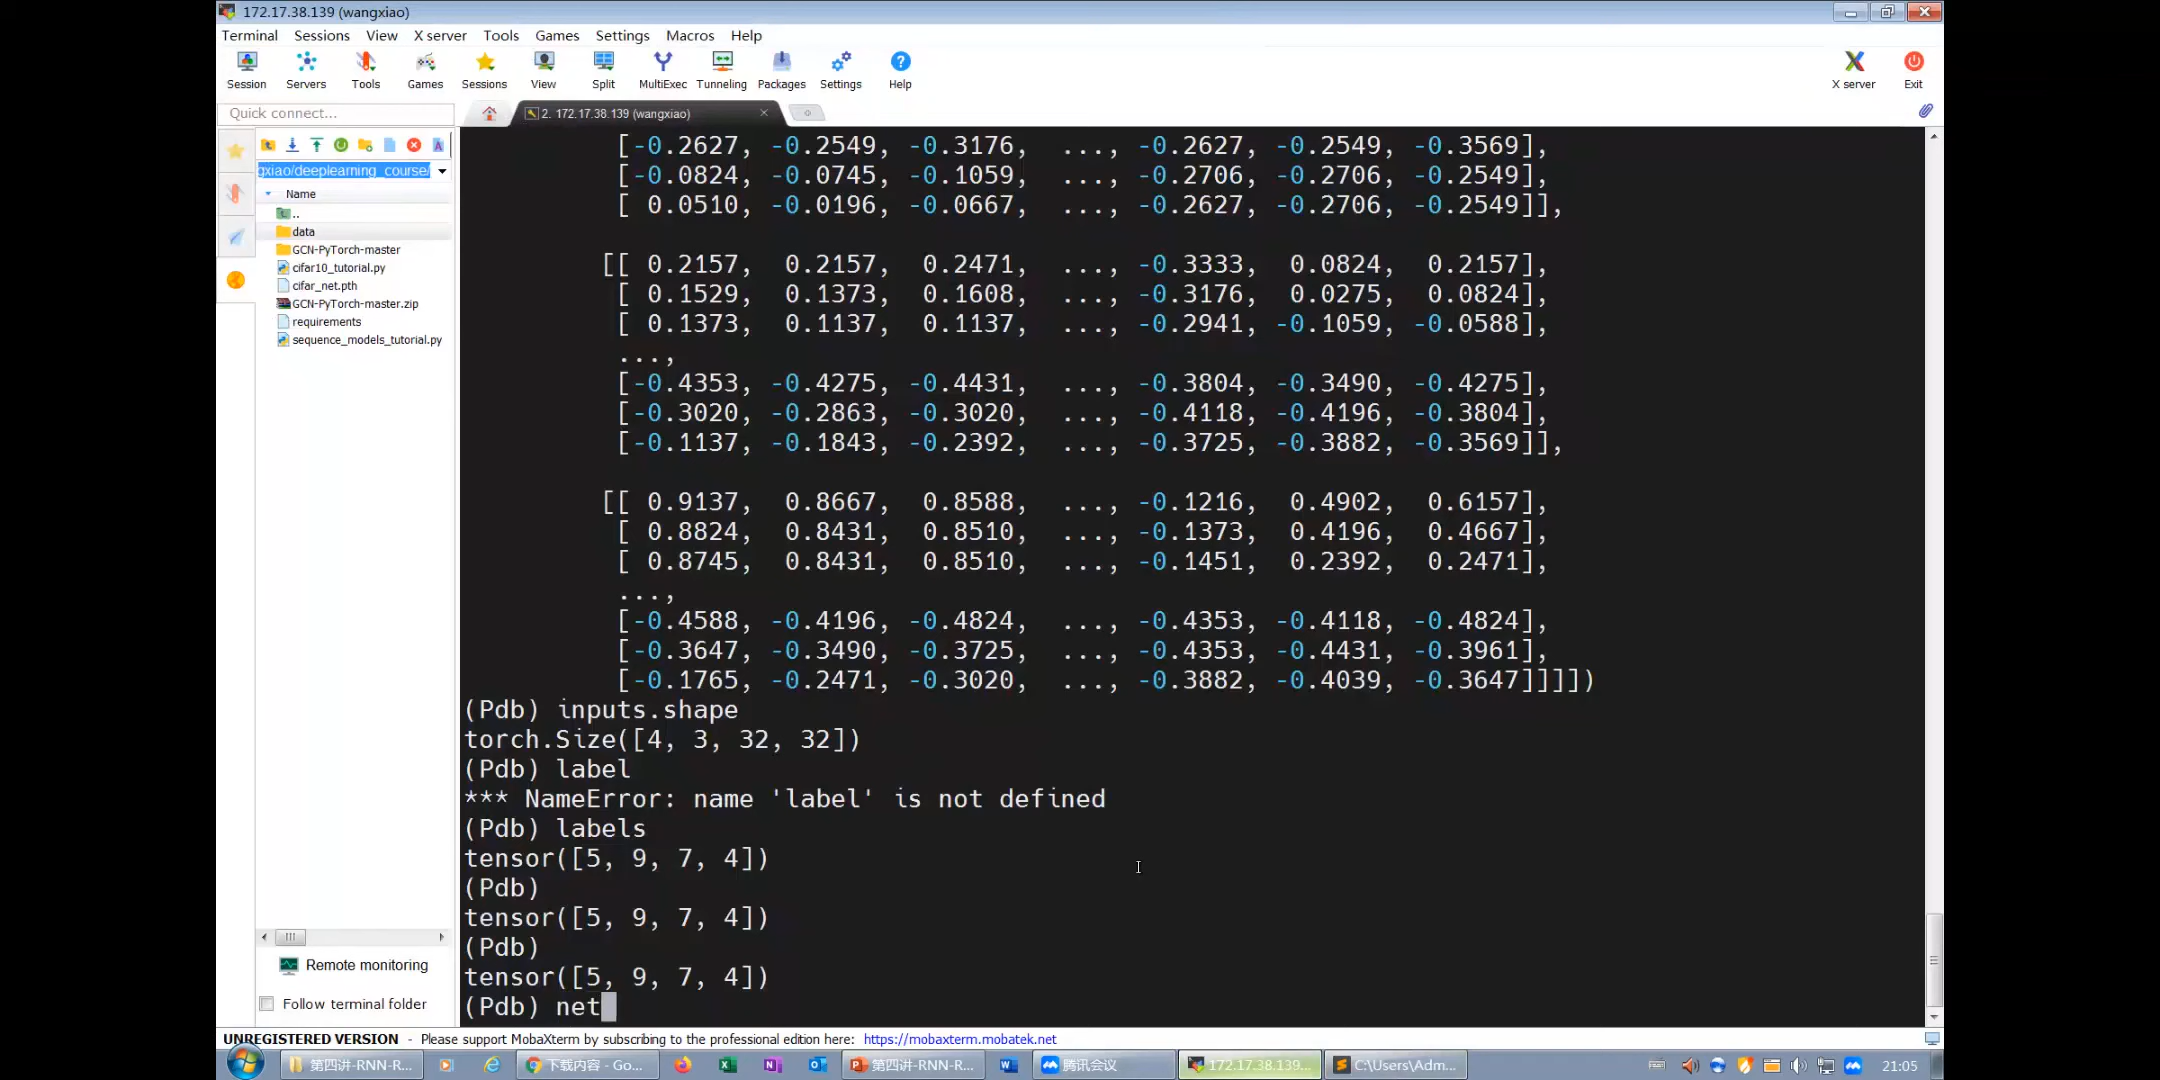 172.17.38.139 (wangxiao)
Terminal Sessions View X server Tools Games Settings Macros Help
Session Servers Tools Games Sessions View Split MultiExec Tunneling Packages Settings Help X server Exit
Quick connect...
2. 172.17.38.139 (wangxiao)
gxiao/deeplearning_course/
Name
..
data
GCN-PyTorch-master
cifar10_tutorial.py
cifar_net.pth
GCN-PyTorch-master.zip
requirements
sequence_models_tutorial.py
Remote monitoring
Follow terminal folder
[-0.2627, -0.2549, -0.3176, ..., -0.2627, -0.2549, -0.3569],
[-0.0824, -0.0745, -0.1059, ..., -0.2706, -0.2706, -0.2549],
[ 0.0510, -0.0196, -0.0667, ..., -0.2627, -0.2706, -0.2549]],
[[ 0.2157, 0.2157, 0.2471, ..., -0.3333, 0.0824, 0.2157],
[ 0.1529, 0.1373, 0.1608, ..., -0.3176, 0.0275, 0.0824],
[ 0.1373, 0.1137, 0.1137, ..., -0.2941, -0.1059, -0.0588],
...,
[-0.4353, -0.4275, -0.4431, ..., -0.3804, -0.3490, -0.4275],
[-0.3020, -0.2863, -0.3020, ..., -0.4118, -0.4196, -0.3804],
[-0.1137, -0.1843, -0.2392, ..., -0.3725, -0.3882, -0.3569]],
[[ 0.9137, 0.8667, 0.8588, ..., -0.1216, 0.4902, 0.6157],
[ 0.8824, 0.8431, 0.8510, ..., -0.1373, 0.4196, 0.4667],
[ 0.8745, 0.8431, 0.8510, ..., -0.1451, 0.2392, 0.2471],
...,
[-0.4588, -0.4196, -0.4824, ..., -0.4353, -0.4118, -0.4824],
[-0.3647, -0.3490, -0.3725, ..., -0.4353, -0.4431, -0.3961],
[-0.1765, -0.2471, -0.3020, ..., -0.3882, -0.4039, -0.3647]]]])
(Pdb) inputs.shape
torch.Size([4, 3, 32, 32])
(Pdb) label
*** NameError: name 'label' is not defined
(Pdb) labels
tensor([5, 9, 7, 4])
(Pdb)
tensor([5, 9, 7, 4])
(Pdb)
tensor([5, 9, 7, 4])
(Pdb) net
UNREGISTERED VERSION - Please support MobaXterm by subscribing to the professional edition here: https://mobaxterm.mobatek.net
第四讲-RNN-R... 下载内容 - Go... 第四讲-RNN-R... 腾讯会议 172.17.38.139... C:\Users\Adm... 21:05